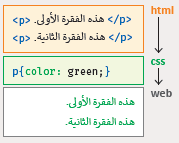 <p> هذه الفقرة الأولى. </p>
<p> هذه الفقرة الثانية. </p>
html
p{color: green;}
css
هذه الفقرة الأولى.
هذه الفقرة الثانية.
web